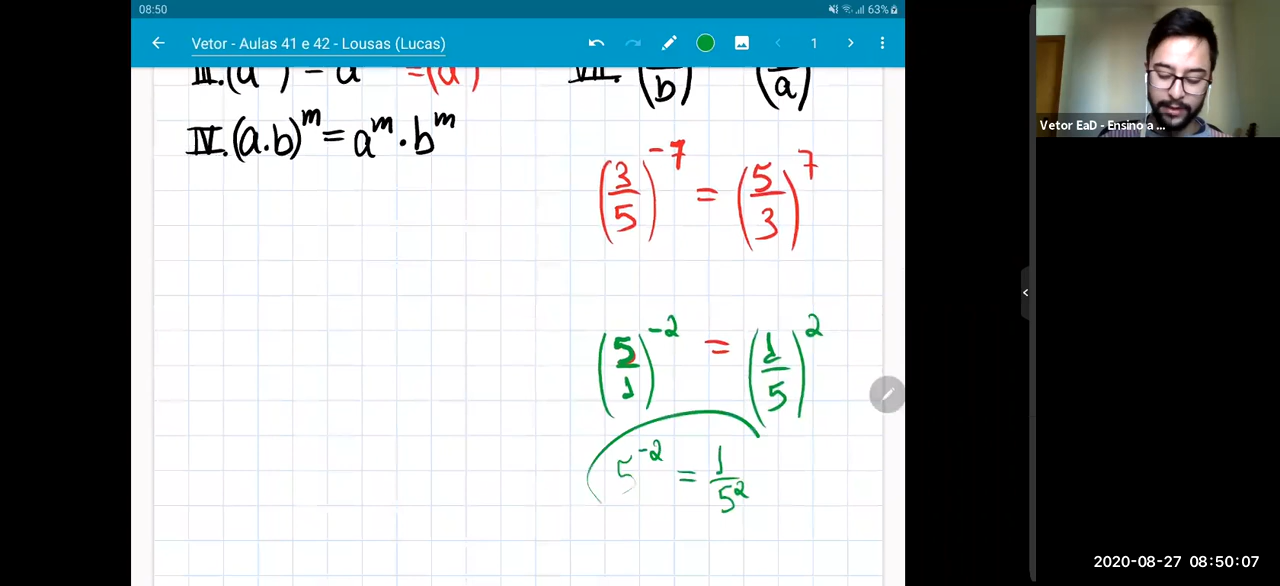 08:50
63%
Vetor - Aulas 41 e 42 - Lousas (Lucas)
1
IV. (a.b)^m = a^m · b^m
(b) (a)
(3/5)^-7 = (5/3)^7
(5/1)^-2 = (1/5)^2
5^-2 = 1/5^2
Vetor EaD - Ensino a ...
2020-08-27 08:50:07